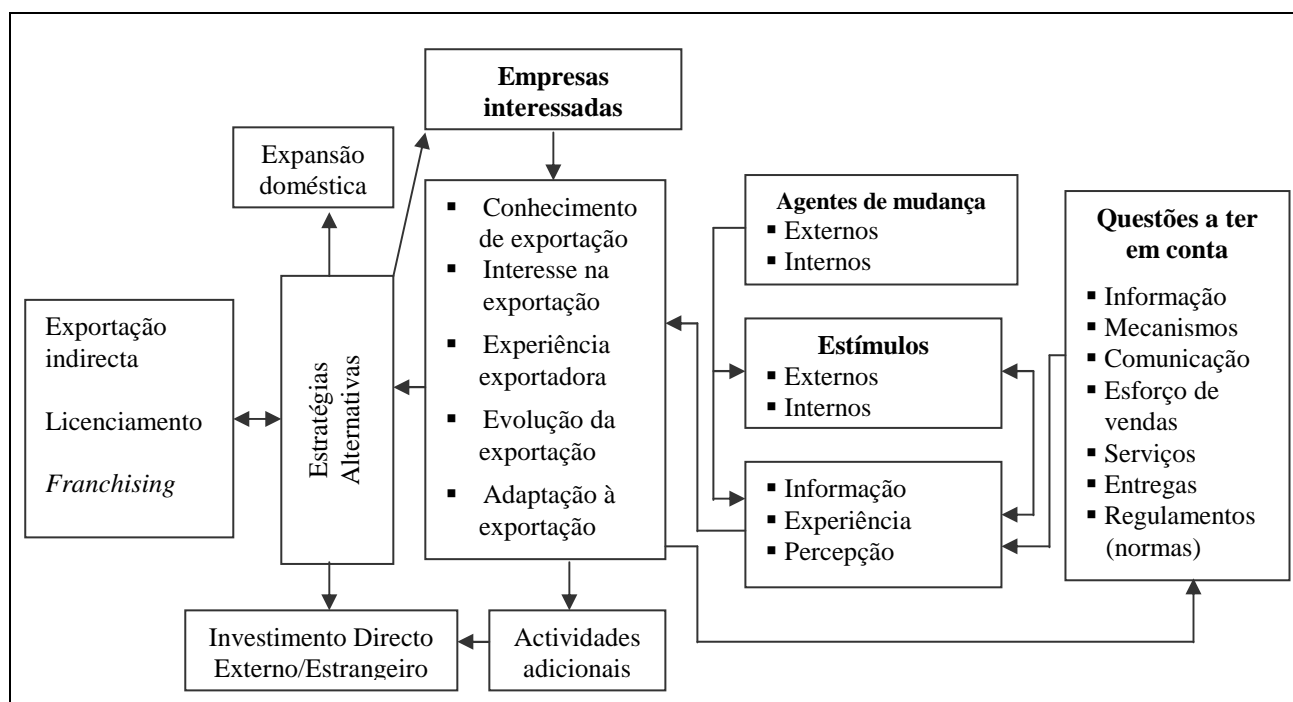 Empresas
interessadas
Expansão
doméstica
▪ Conhecimento
de exportação
▪ Interesse na
exportação
▪ Experiência
exportadora
▪ Evolução da
exportação
▪ Adaptação à
exportação
Agentes de mudança
▪ Externos
▪ Internos
Questões a ter
em conta
▪ Informação
▪ Mecanismos
▪ Comunicação
▪ Esforço de
vendas
▪ Serviços
▪ Entregas
▪ Regulamentos
(normas)
Exportação
indirecta
Licenciamento
Franchising
Estratégias
Alternativas
Estímulos
▪ Externos
▪ Internos
▪ Informação
▪ Experiência
▪ Percepção
Investimento Directo
Externo/Estrangeiro
Actividades
adicionais